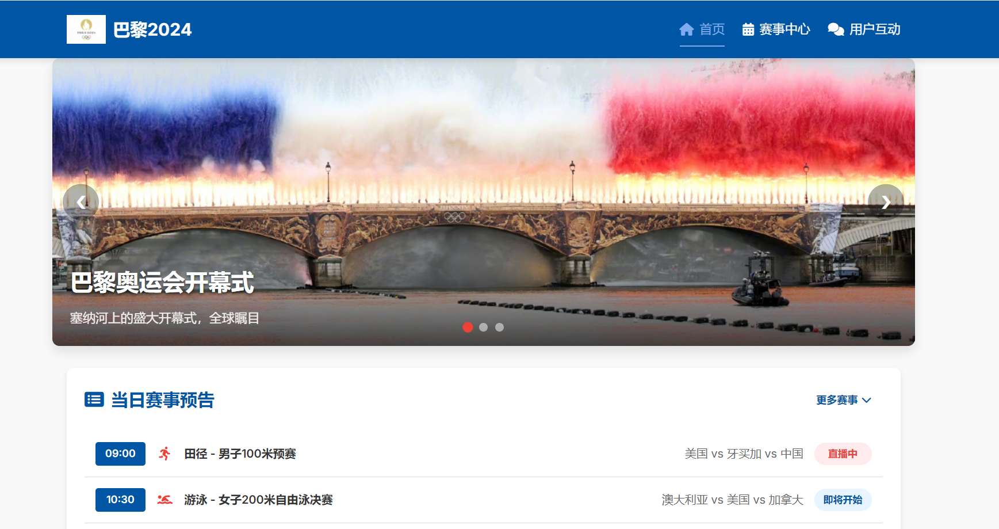 PARIS 2024
巴黎2024
首页
赛事中心
用户互动
巴黎奥运会开幕式
塞纳河上的盛大开幕式，全球瞩目
当日赛事预告
更多赛事
09:00
田径 - 男子100米预赛
美国 vs 牙买加 vs 中国
直播中
10:30
游泳 - 女子200米自由泳决赛
澳大利亚 vs 美国 vs 加拿大
即将开始